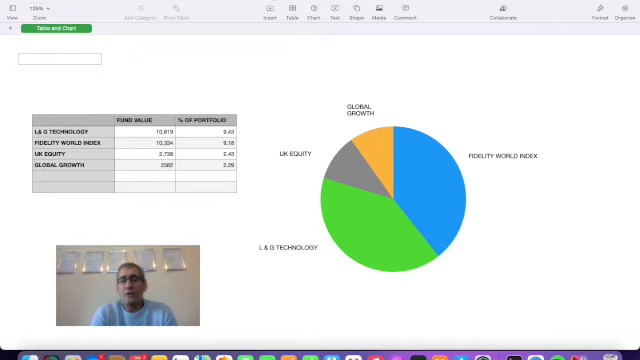 125%
Zoom
Add Category
Pivot Table
Insert
Table
Chart
Text
Shape
Media
Comment
Collaborate
Format
Organise
Table and Chart
FUND VALUE % OF PORTFOLIO
L&G TECHNOLOGY 10,619 9.43
FIDELITY WORLD INDEX 10,334 9.18
UK EQUITY 2,736 2.43
GLOBAL GROWTH 2582 2.29
GLOBAL
GROWTH
UK EQUITY
FIDELITY WORLD INDEX
L & G TECHNOLOGY